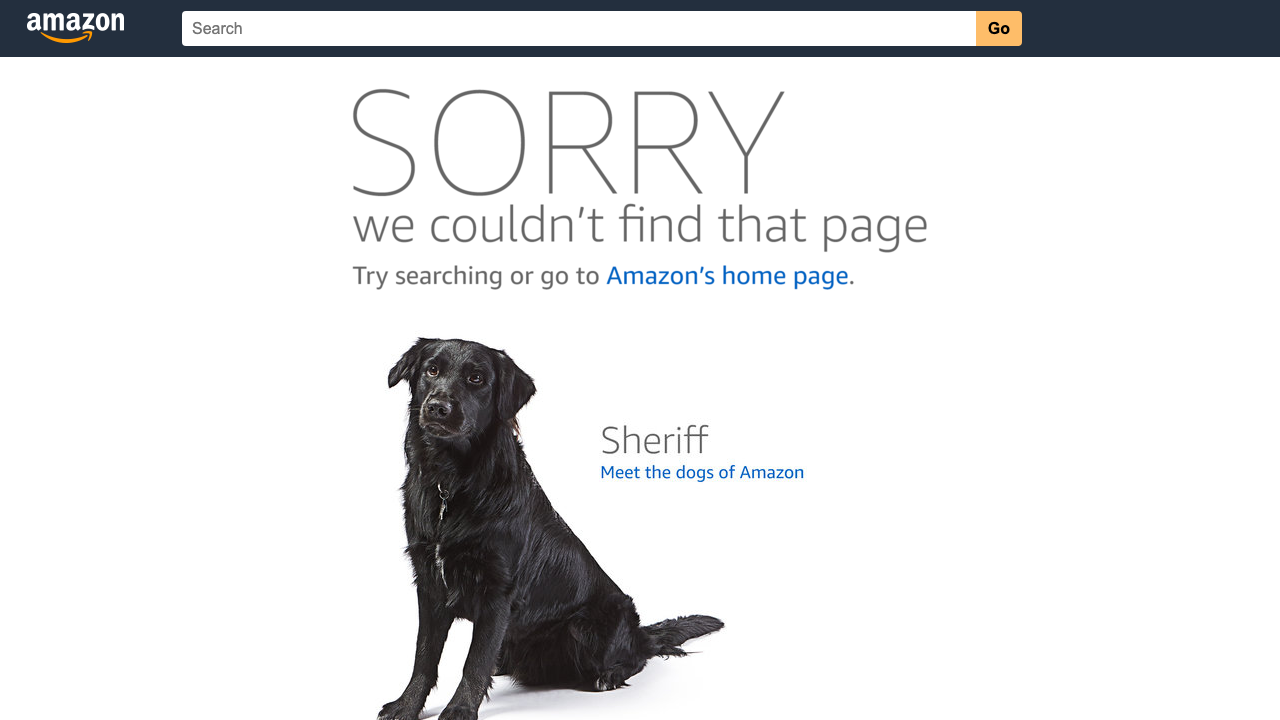 amazon
Search
Go
SORRY
we couldn't find that page
Try searching or go to Amazon's home page.
Sheriff
Meet the dogs of Amazon